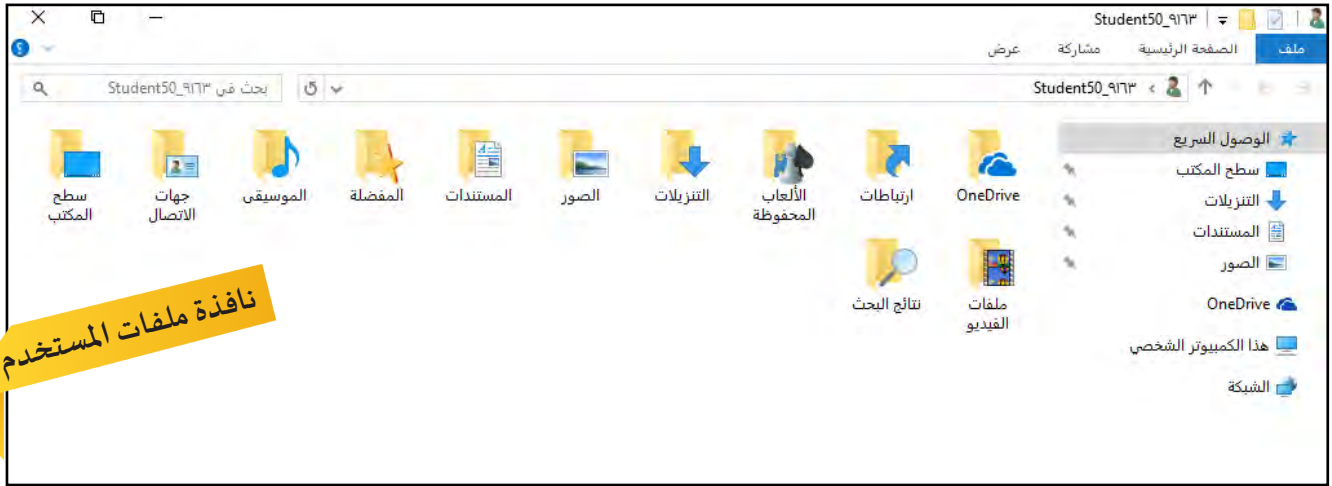 Student50_٩١٦٣
ملف الصفحة الرئيسية مشاركة عرض
Student50_٩١٦٣
بحث في Student50_٩١٦٣
الوصول السريع
سطح المكتب
التنزيلات
المستندات
الصور
OneDrive
هذا الكمبيوتر الشخصي
الشبكة
OneDrive
ارتباطات
الألعاب
المحفوظة
التنزيلات
الصور
المستندات
المفضلة
الموسيقى
جهات
الاتصال
سطح
المكتب
ملفات
الفيديو
نتائج البحث
نافذة ملفات المستخدم